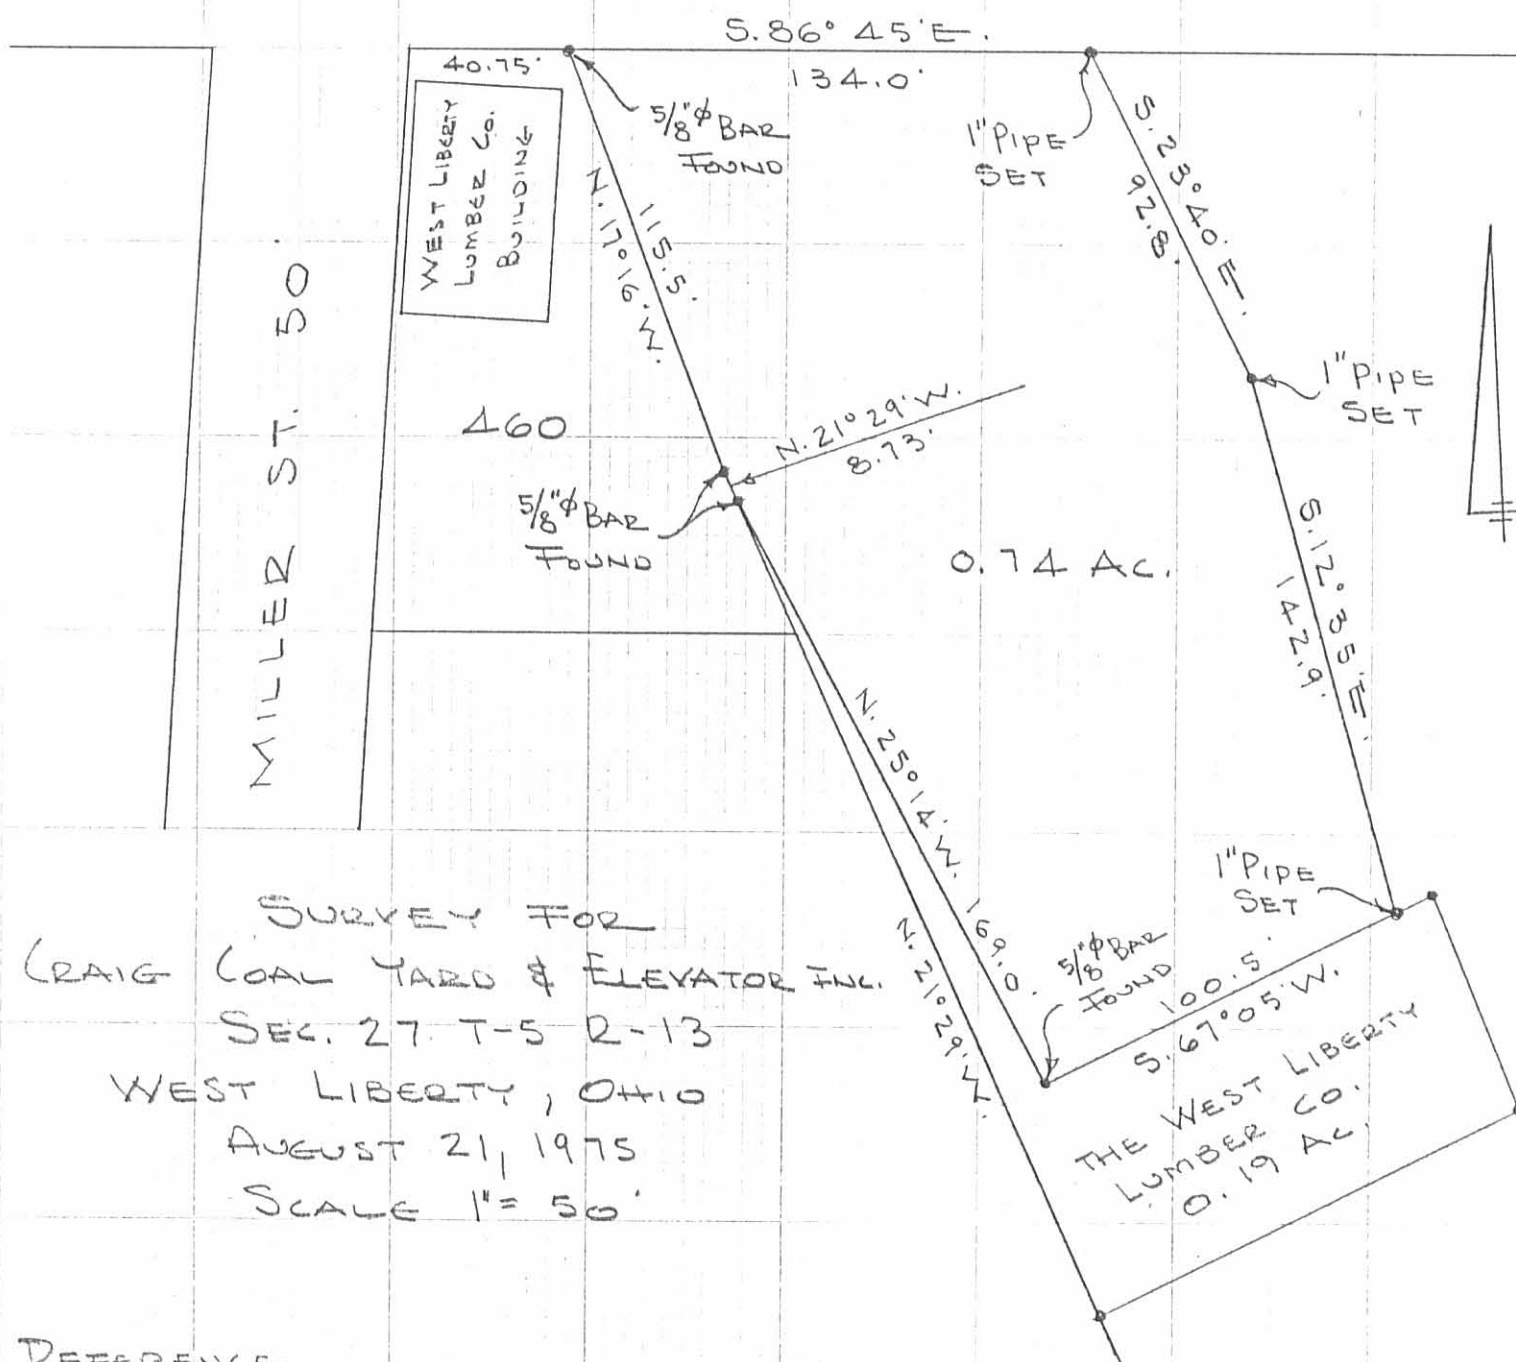 S. 86° 45' E.
40.75'
134.0'
WEST LIBERTY
LUMBER CO.
BUILDING
5/8"ϕ BAR
FOUND
1" PIPE
SET
S. 23° 40' E.
92.8'
N. 17° 16' W.
115.5'
MILLER ST. 50'
460
N. 21° 29' W.
8.73'
1" PIPE
SET
5/8"ϕ BAR
FOUND
0.74 AC.
S. 12° 35' E.
142.9'
N. 25° 14' W. 169.0'
N. 21° 29' W.
1" PIPE
SET
5/8"ϕ BAR
FOUND
100.5'
S. 67° 05' W.
THE WEST LIBERTY
LUMBER CO.
0.19 AC.
SURVEY FOR
CRAIG COAL YARD & ELEVATOR INC.
SEC. 27 T-5 R-13
WEST LIBERTY, OHIO
AUGUST 21, 1975
SCALE 1" = 50'